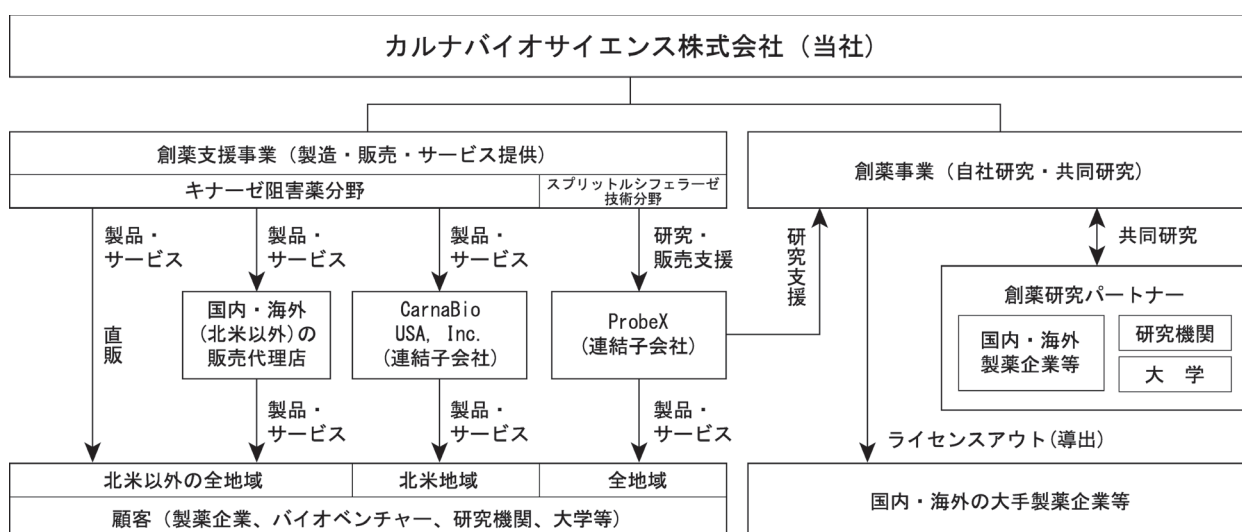 カルナバイオサイエンス株式会社（当社）
創薬支援事業（製造・販売・サービス提供）
キナーゼ阻害薬分野
スプリットルシフェラーゼ
技術分野
創薬事業（自社研究・共同研究）
製品・
サービス
製品・
サービス
製品・
サービス
研究・
販売支援
研究支援
共同研究
直販
国内・海外
(北米以外)の
販売代理店
CarnaBio
USA, Inc.
(連結子会社)
ProbeX
(連結子会社)
創薬研究パートナー
国内・海外
製薬企業等
研究機関
大　学
製品・
サービス
製品・
サービス
製品・
サービス
ライセンスアウト(導出)
北米以外の全地域
北米地域
全地域
顧客（製薬企業、バイオベンチャー、研究機関、大学等）
国内・海外の大手製薬企業等